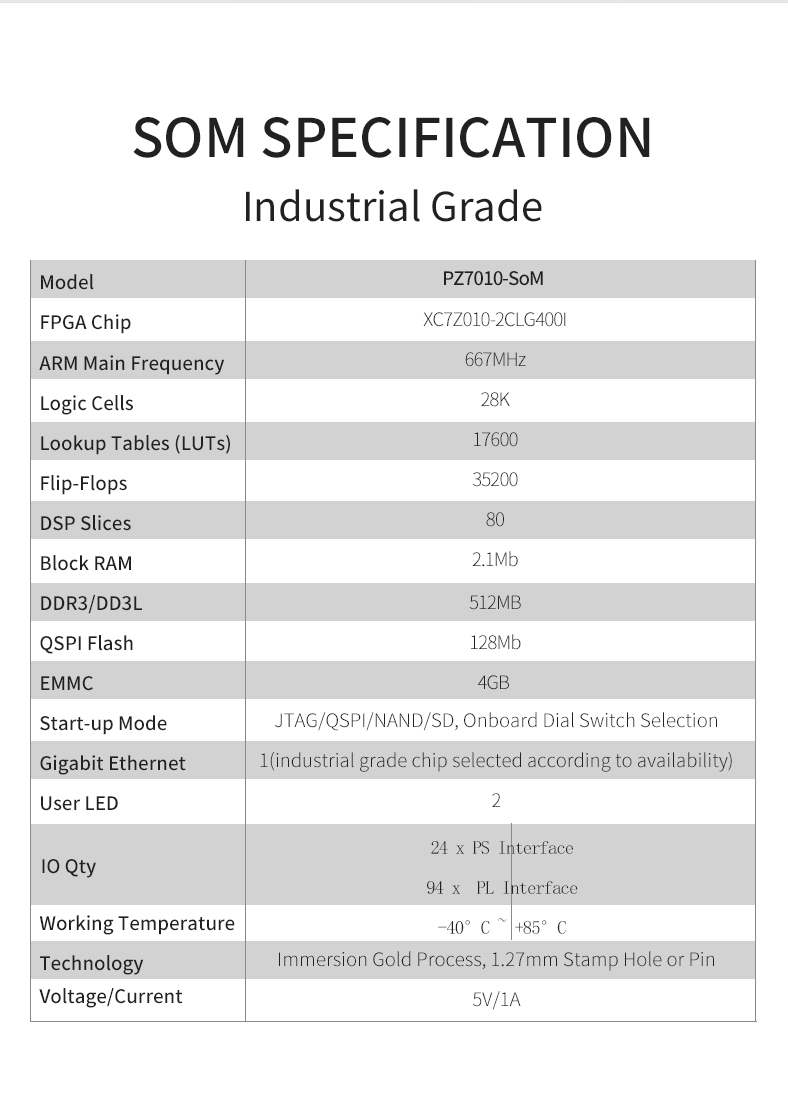 SOM SPECIFICATION
Industrial Grade
Model PZ7010-SoM
FPGA Chip XC7Z010-2CLG400I
ARM Main Frequency 667MHz
Logic Cells 28K
Lookup Tables (LUTs) 17600
Flip-Flops 35200
DSP Slices 80
Block RAM 2.1Mb
DDR3/DD3L 512MB
QSPI Flash 128Mb
EMMC 4GB
Start-up Mode JTAG/QSPI/NAND/SD, Onboard Dial Switch Selection
Gigabit Ethernet 1(industrial grade chip selected according to availability)
User LED 2
IO Qty 24 x PS Interface
94 x PL Interface
Working Temperature -40° C ~ +85° C
Technology Immersion Gold Process, 1.27mm Stamp Hole or Pin
Voltage/Current 5V/1A